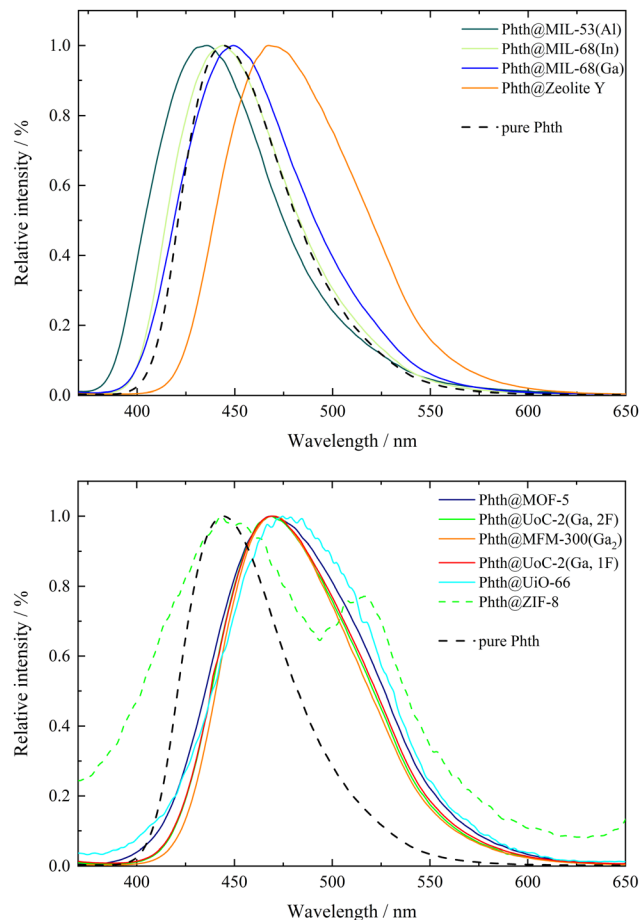 Phth@MIL-53(Al)
Phth@MIL-68(In)
Phth@MIL-68(Ga)
Phth@Zeolite Y
pure Phth
Relative intensity / %
1.0
0.8
0.6
0.4
0.2
0.0
400 450 500 550 600 650
Wavelength / nm
Phth@MOF-5
Phth@UoC-2(Ga, 2F)
Phth@MFM-300(Ga₂)
Phth@UoC-2(Ga, 1F)
Phth@UiO-66
Phth@ZIF-8
pure Phth
Relative intensity / %
1.0
0.8
0.6
0.4
0.2
0.0
400 450 500 550 600 650
Wavelength / nm